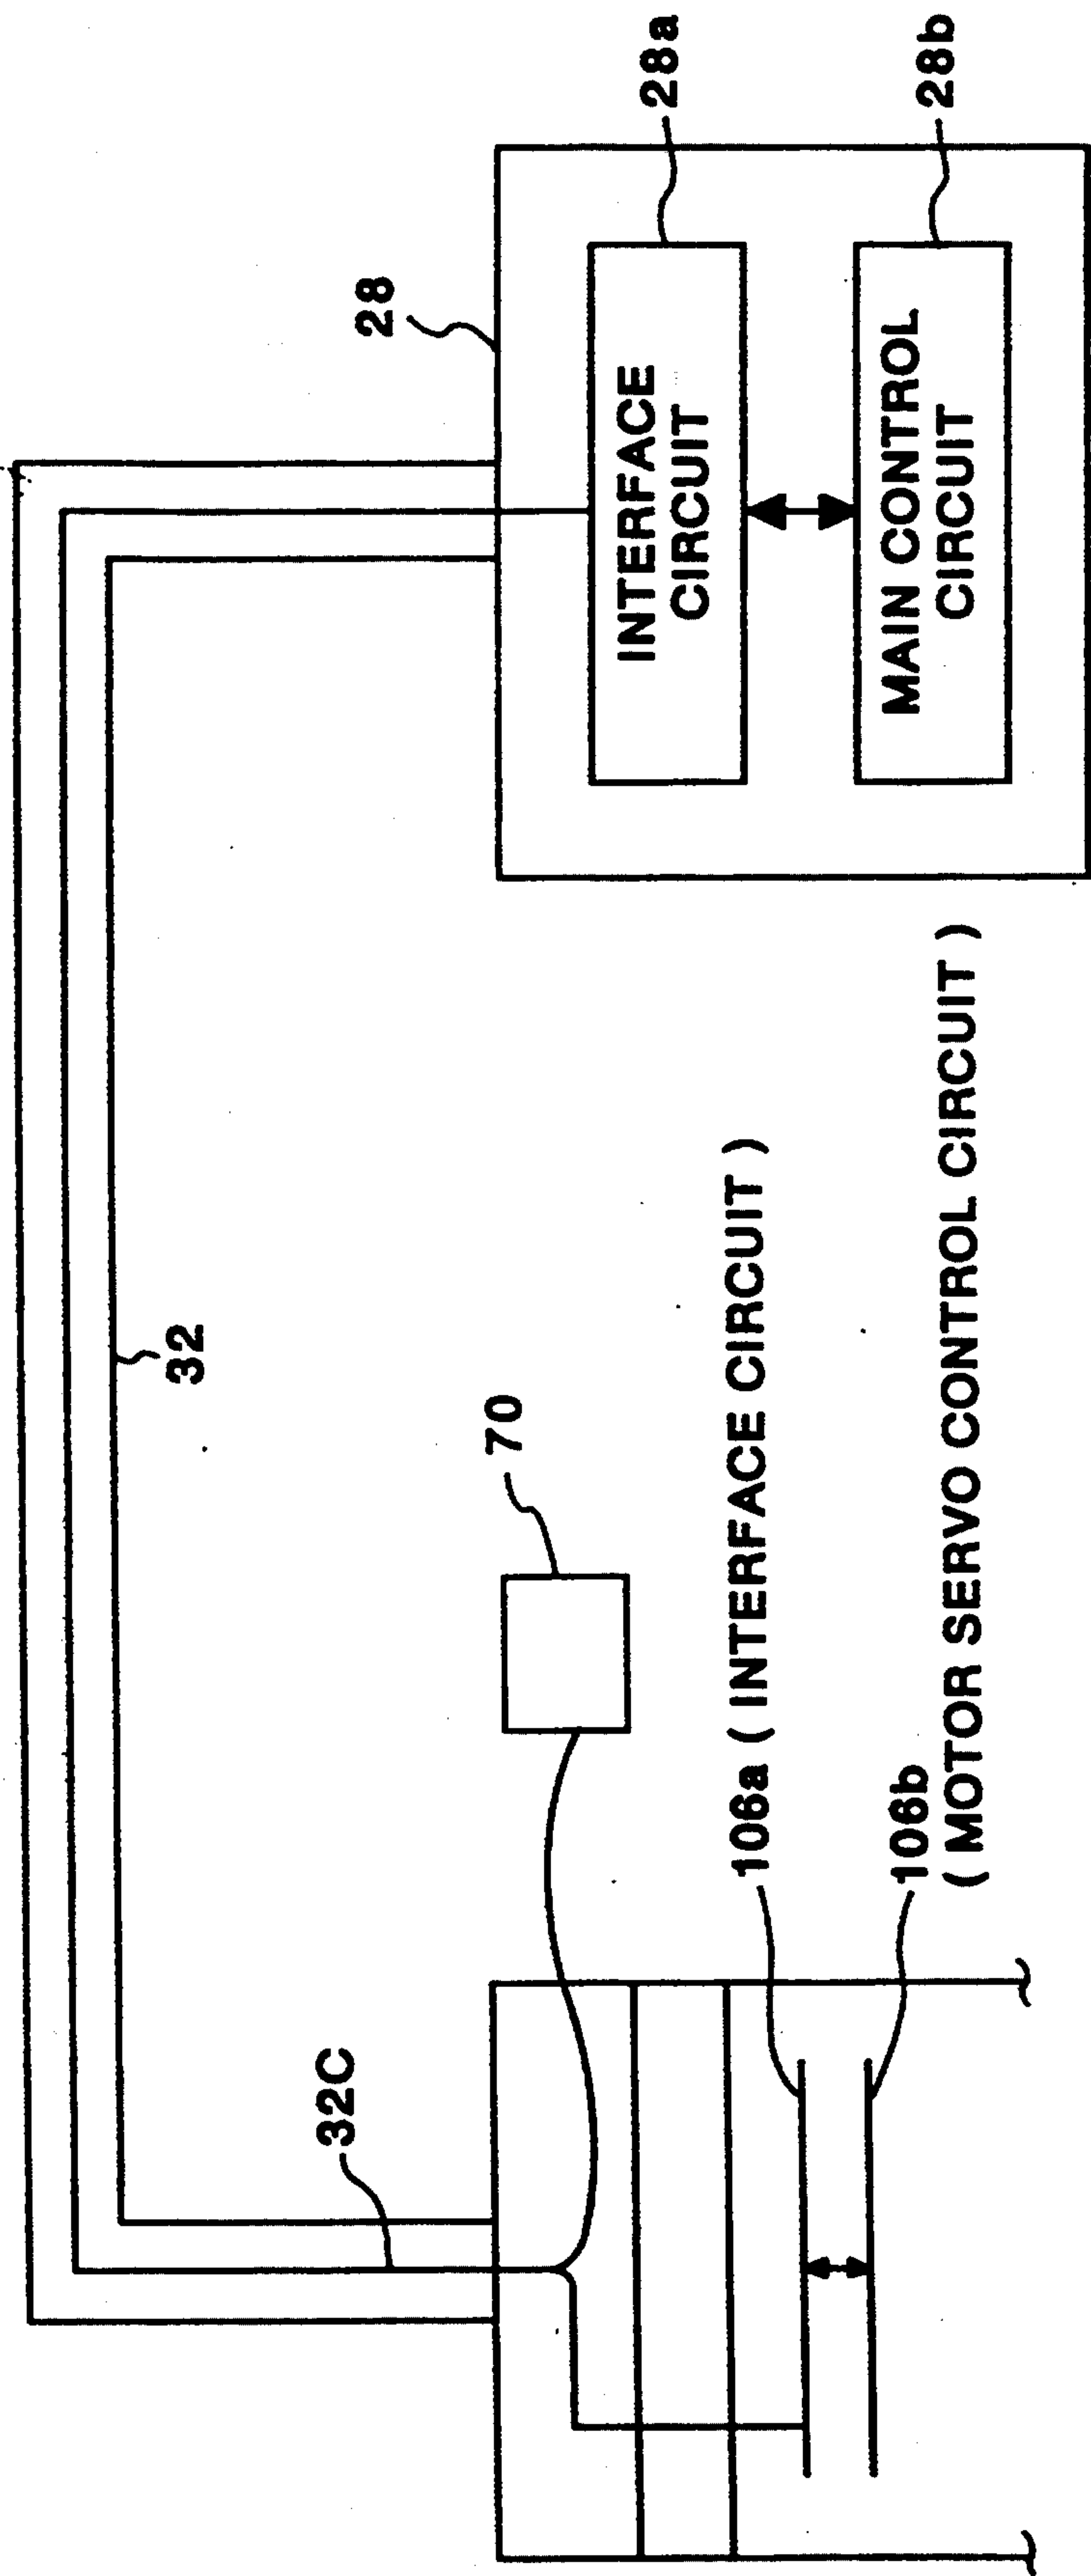 28
28a
INTERFACE
CIRCUIT
28b
MAIN CONTROL
CIRCUIT
32
70
32C
106a ( INTERFACE CIRCUIT )
106b
( MOTOR SERVO CONTROL CIRCUIT )